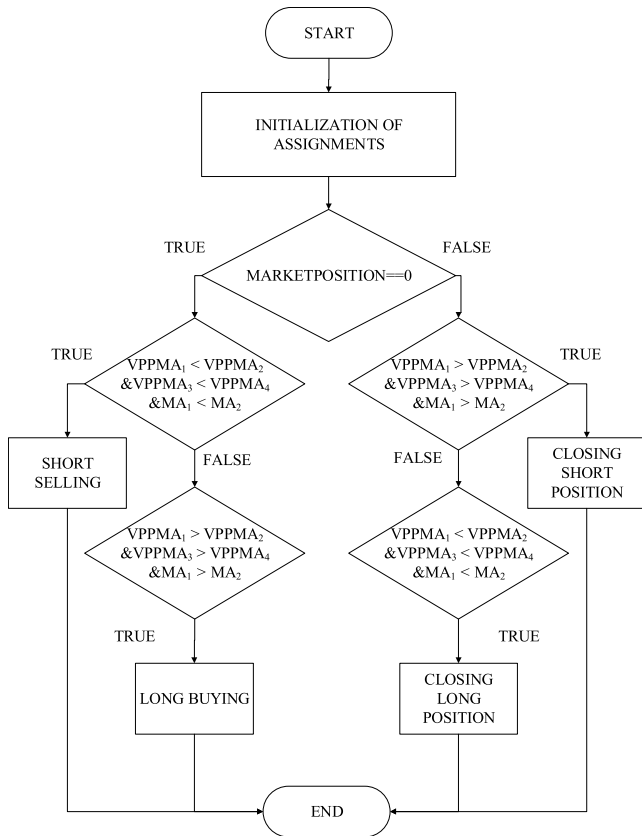 START
INITIALIZATION OF
ASSIGNMENTS
TRUE
FALSE
MARKETPOSITION==0
TRUE
VPPMA₁ < VPPMA₂
&VPPMA₃ < VPPMA₄
&MA₁ < MA₂
VPPMA₁ > VPPMA₂
&VPPMA₃ > VPPMA₄
&MA₁ > MA₂
TRUE
SHORT
SELLING
FALSE
FALSE
CLOSING
SHORT
POSITION
VPPMA₁ > VPPMA₂
&VPPMA₃ > VPPMA₄
&MA₁ > MA₂
VPPMA₁ < VPPMA₂
&VPPMA₃ < VPPMA₄
&MA₁ < MA₂
TRUE
TRUE
LONG BUYING
CLOSING
LONG
POSITION
END